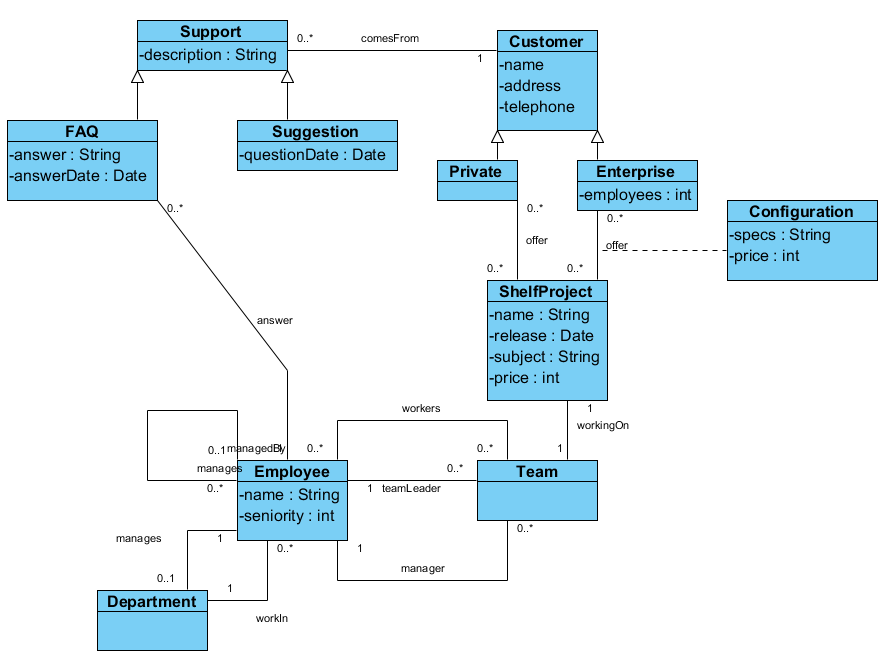 Support
-description : String
0..*
comesFrom
1
Customer
-name
-address
-telephone
FAQ
-answer : String
-answerDate : Date
Suggestion
-questionDate : Date
Private
Enterprise
-employees : int
Configuration
-specs : String
-price : int
0..*
0..*
0..*
offer
offer
0..*
0..*
ShelfProject
-name : String
-release : Date
-subject : String
-price : int
answer
workers
1
workingOn
0..1
managedBy
1
0..*
0..*
1
manages
0..*
Employee
-name : String
-seniority : int
0..*
1
teamLeader
Team
manages
1
0..*
1
0..*
manager
0..1
1
Department
workIn